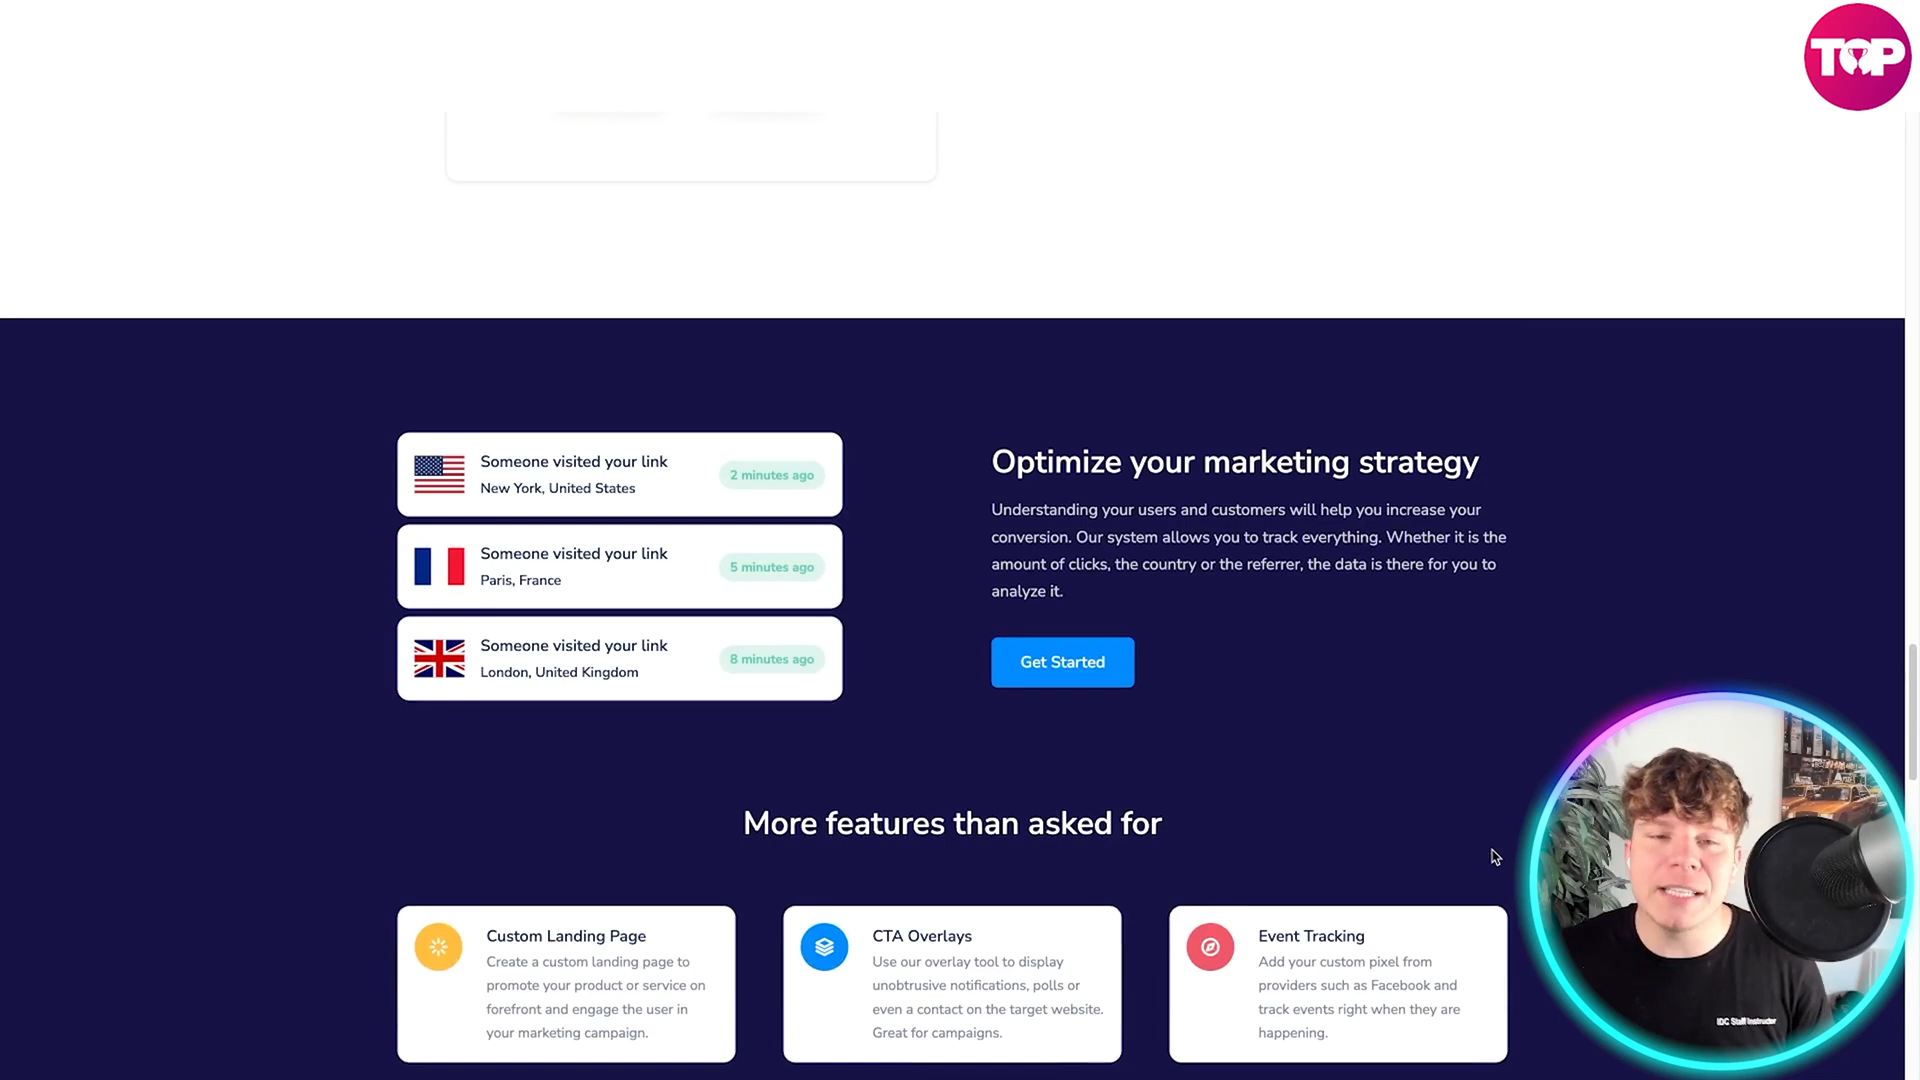 TOP
Someone visited your link
New York, United States
2 minutes ago
Someone visited your link
Paris, France
5 minutes ago
Someone visited your link
London, United Kingdom
8 minutes ago
Optimize your marketing strategy
Understanding your users and customers will help you increase your
conversion. Our system allows you to track everything. Whether it is the
amount of clicks, the country or the referrer, the data is there for you to
analyze it.
Get Started
More features than asked for
Custom Landing Page
Create a custom landing page to
promote your product or service on
forefront and engage the user in
your marketing campaign.
CTA Overlays
Use our overlay tool to display
unobtrusive notifications, polls or
even a contact on the target website.
Great for campaigns.
Event Tracking
Add your custom pixel from
providers such as Facebook and
track events right when they are
happening.
IDC Staff Instructor